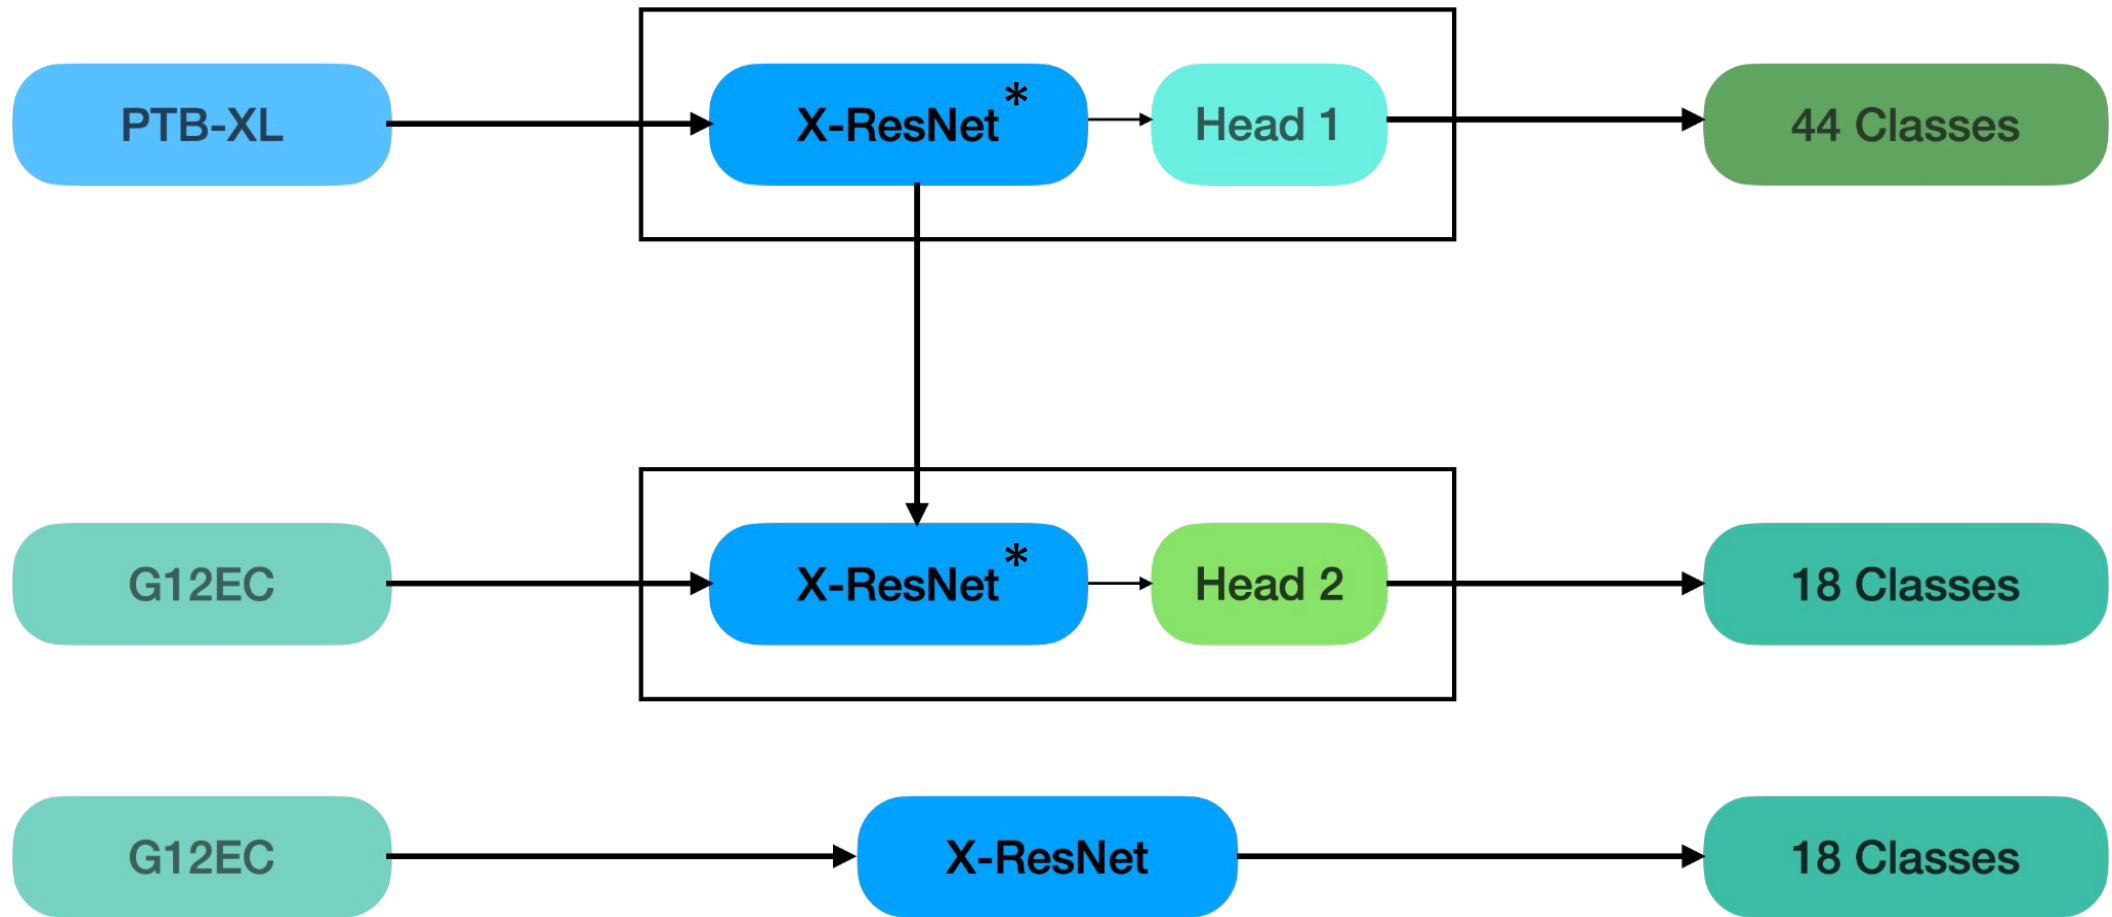 PTB-XL
X-ResNet*
Head 1
44 Classes
G12EC
X-ResNet*
Head 2
18 Classes
G12EC
X-ResNet
18 Classes